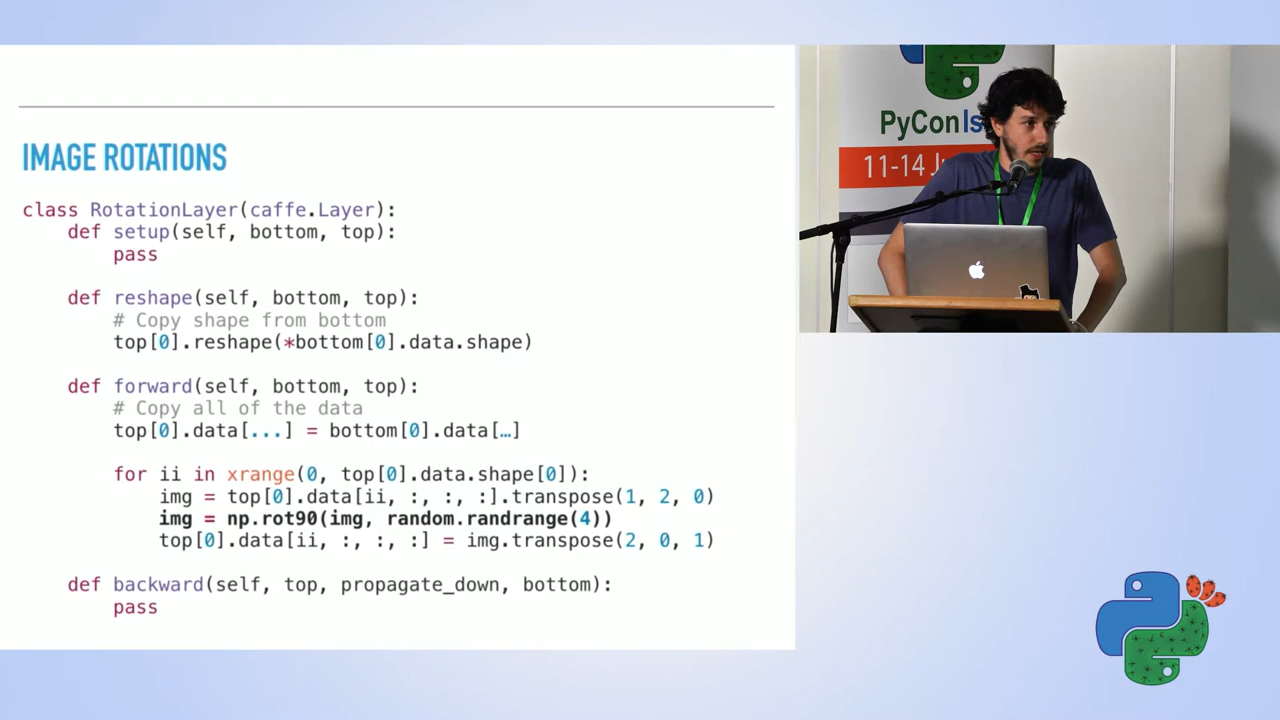 IMAGE ROTATIONS
class RotationLayer(caffe.Layer):
    def setup(self, bottom, top):
        pass
    def reshape(self, bottom, top):
        # Copy shape from bottom
        top[0].reshape(*bottom[0].data.shape)
    def forward(self, bottom, top):
        # Copy all of the data
        top[0].data[...] = bottom[0].data[…]
        for ii in xrange(0, top[0].data.shape[0]):
            img = top[0].data[ii, :, :, :].transpose(1, 2, 0)
            img = np.rot90(img, random.randrange(4))
            top[0].data[ii, :, :, :] = img.transpose(2, 0, 1)
    def backward(self, top, propagate_down, bottom):
        pass
PyCon Is
11-14 J